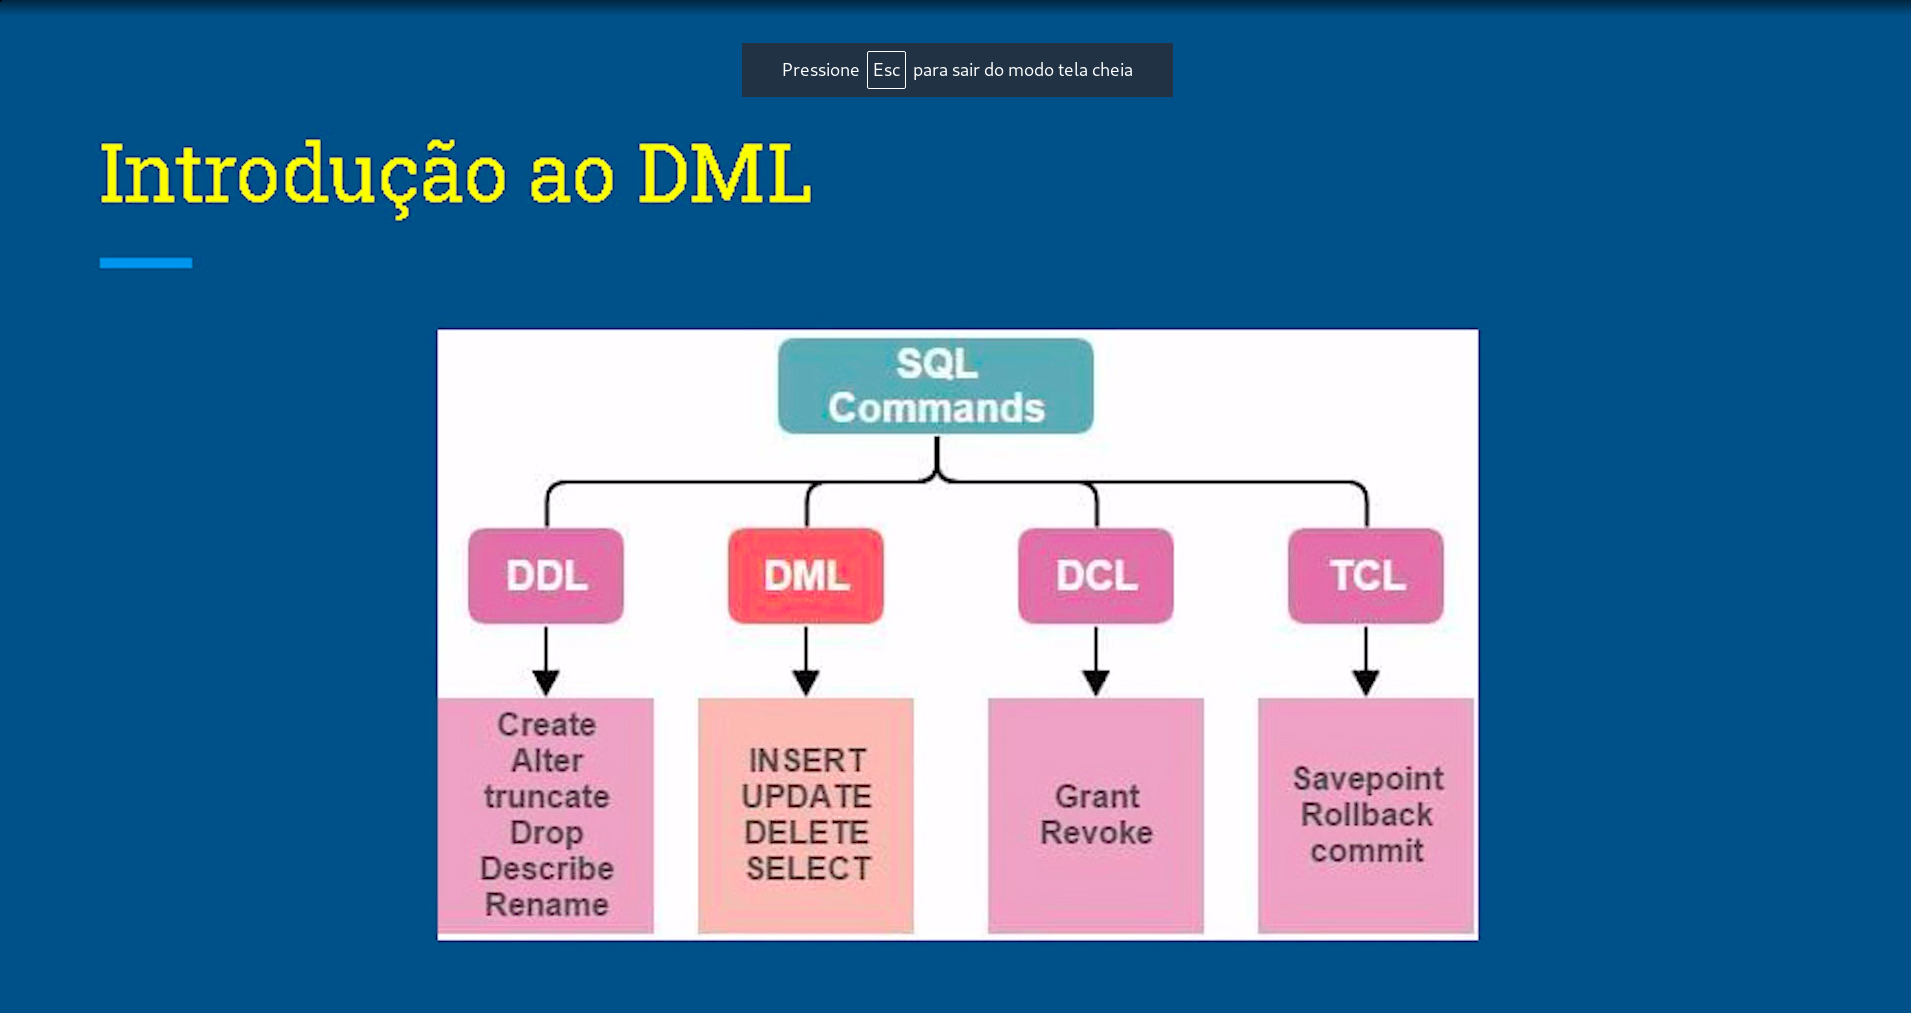 Pressione Esc para sair do modo tela cheia
Introdução ao DML
SQL
Commands
DDL
DML
DCL
TCL
Create
Alter
truncate
Drop
Describe
Rename
INSERT
UPDATE
DELETE
SELECT
Grant
Revoke
Savepoint
Rollback
commit